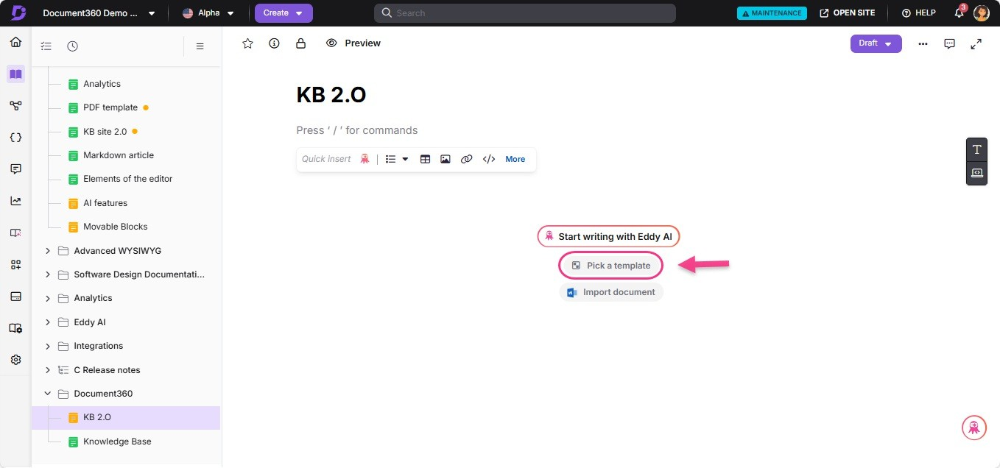 Document360 Demo ...
Alpha
Create
Search
MAINTENANCE
OPEN SITE
HELP
3
Preview
Draft
Analytics
PDF template
KB site 2.0
Markdown article
Elements of the editor
AI features
Movable Blocks
Advanced WYSIWYG
Software Design Documentati...
Analytics
Eddy AI
Integrations
C Release notes
Document360
KB 2.O
Knowledge Base
KB 2.O
Press ‘ / ’ for commands
Quick insert
More
T
Start writing with Eddy AI
Pick a template
Import document